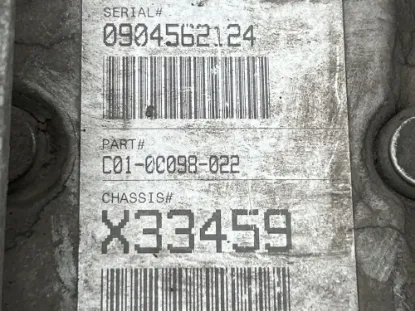 SERIAL#
0904562124
PART#
C01-0C098-022
CHASSIS#
X33459